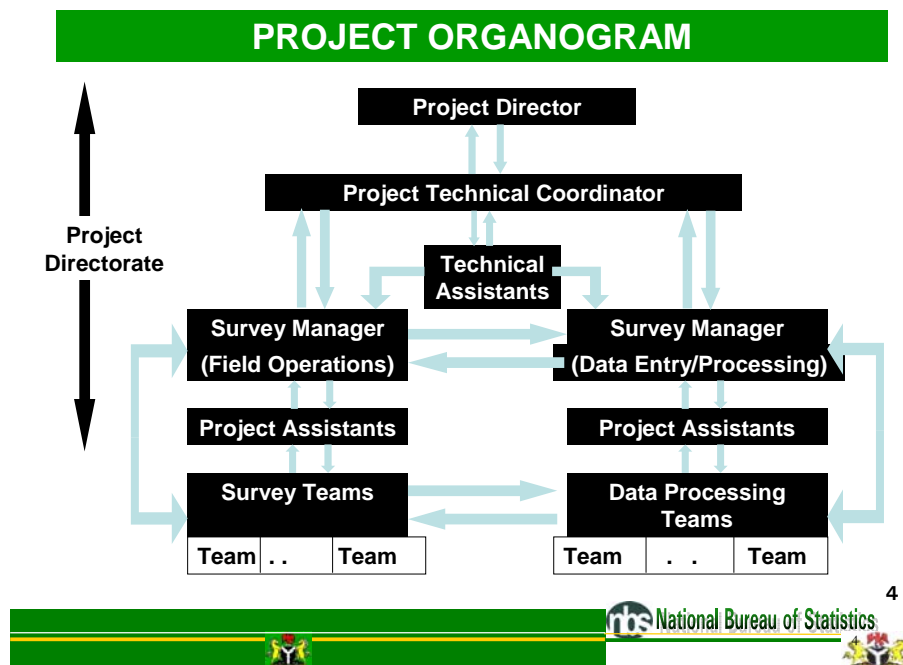 PROJECT ORGANOGRAM
Project Director
Project Technical Coordinator
Project
Directorate
Technical
Assistants
Survey Manager
(Field Operations)
Survey Manager
(Data Entry/Processing)
Project Assistants
Project Assistants
Survey Teams
Data Processing
Teams
Team . . Team
Team . . Team
4
nbs National Bureau of Statistics
4